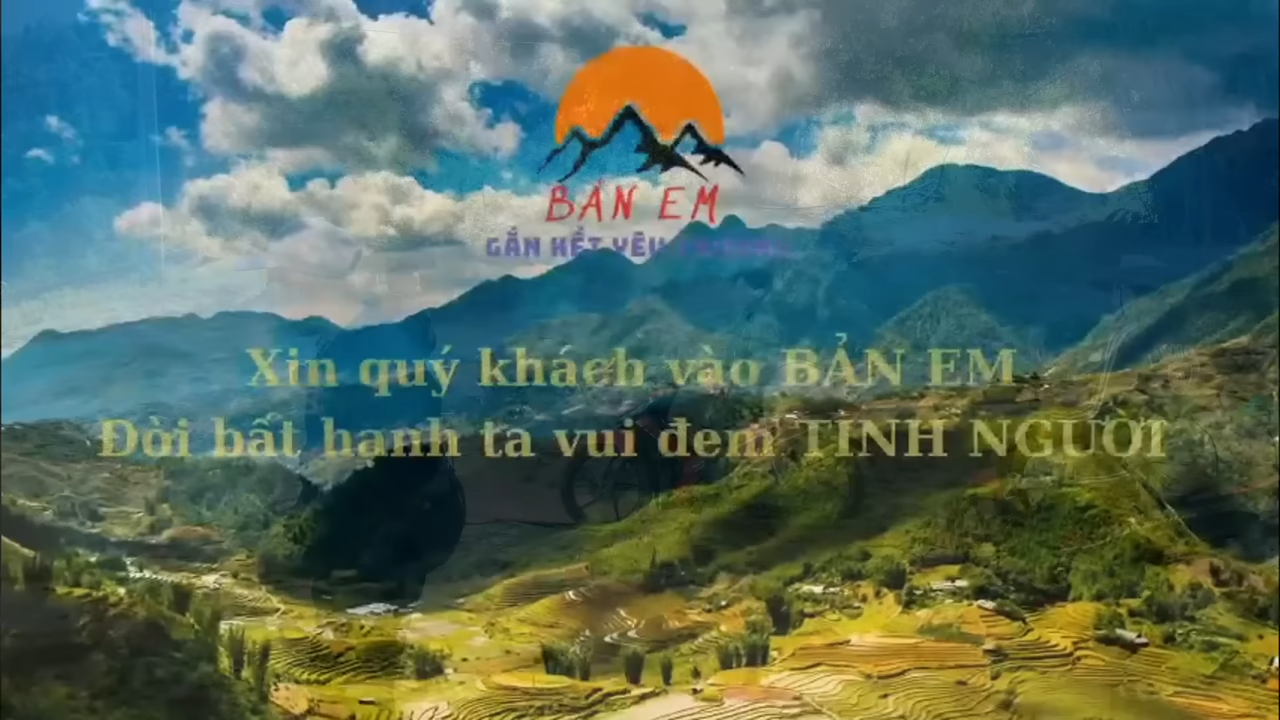 BẢN EM
GẮN KẾT YÊU
Xin quý khách vào BẢN EM
Đời bất hạnh ta vui đem TÌNH NGƯỜI